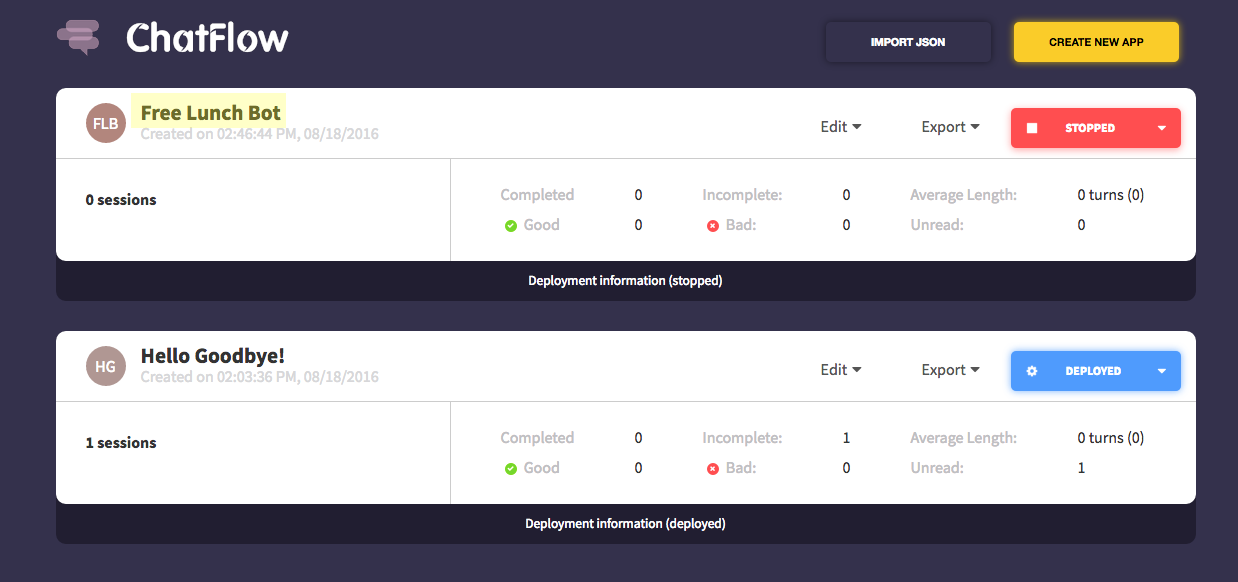 ChatFlow
IMPORT JSON
CREATE NEW APP
FLB
Free Lunch Bot
Created on 02:46:44 PM, 08/18/2016
Edit
Export
STOPPED
0 sessions
Completed 0 Incomplete: 0 Average Length: 0 turns (0)
Good 0 Bad: 0 Unread: 0
Deployment information (stopped)
HG
Hello Goodbye!
Created on 02:03:36 PM, 08/18/2016
Edit
Export
DEPLOYED
1 sessions
Completed 0 Incomplete: 1 Average Length: 0 turns (0)
Good 0 Bad: 0 Unread: 1
Deployment information (deployed)